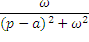 ω
(p − a)² + ω²